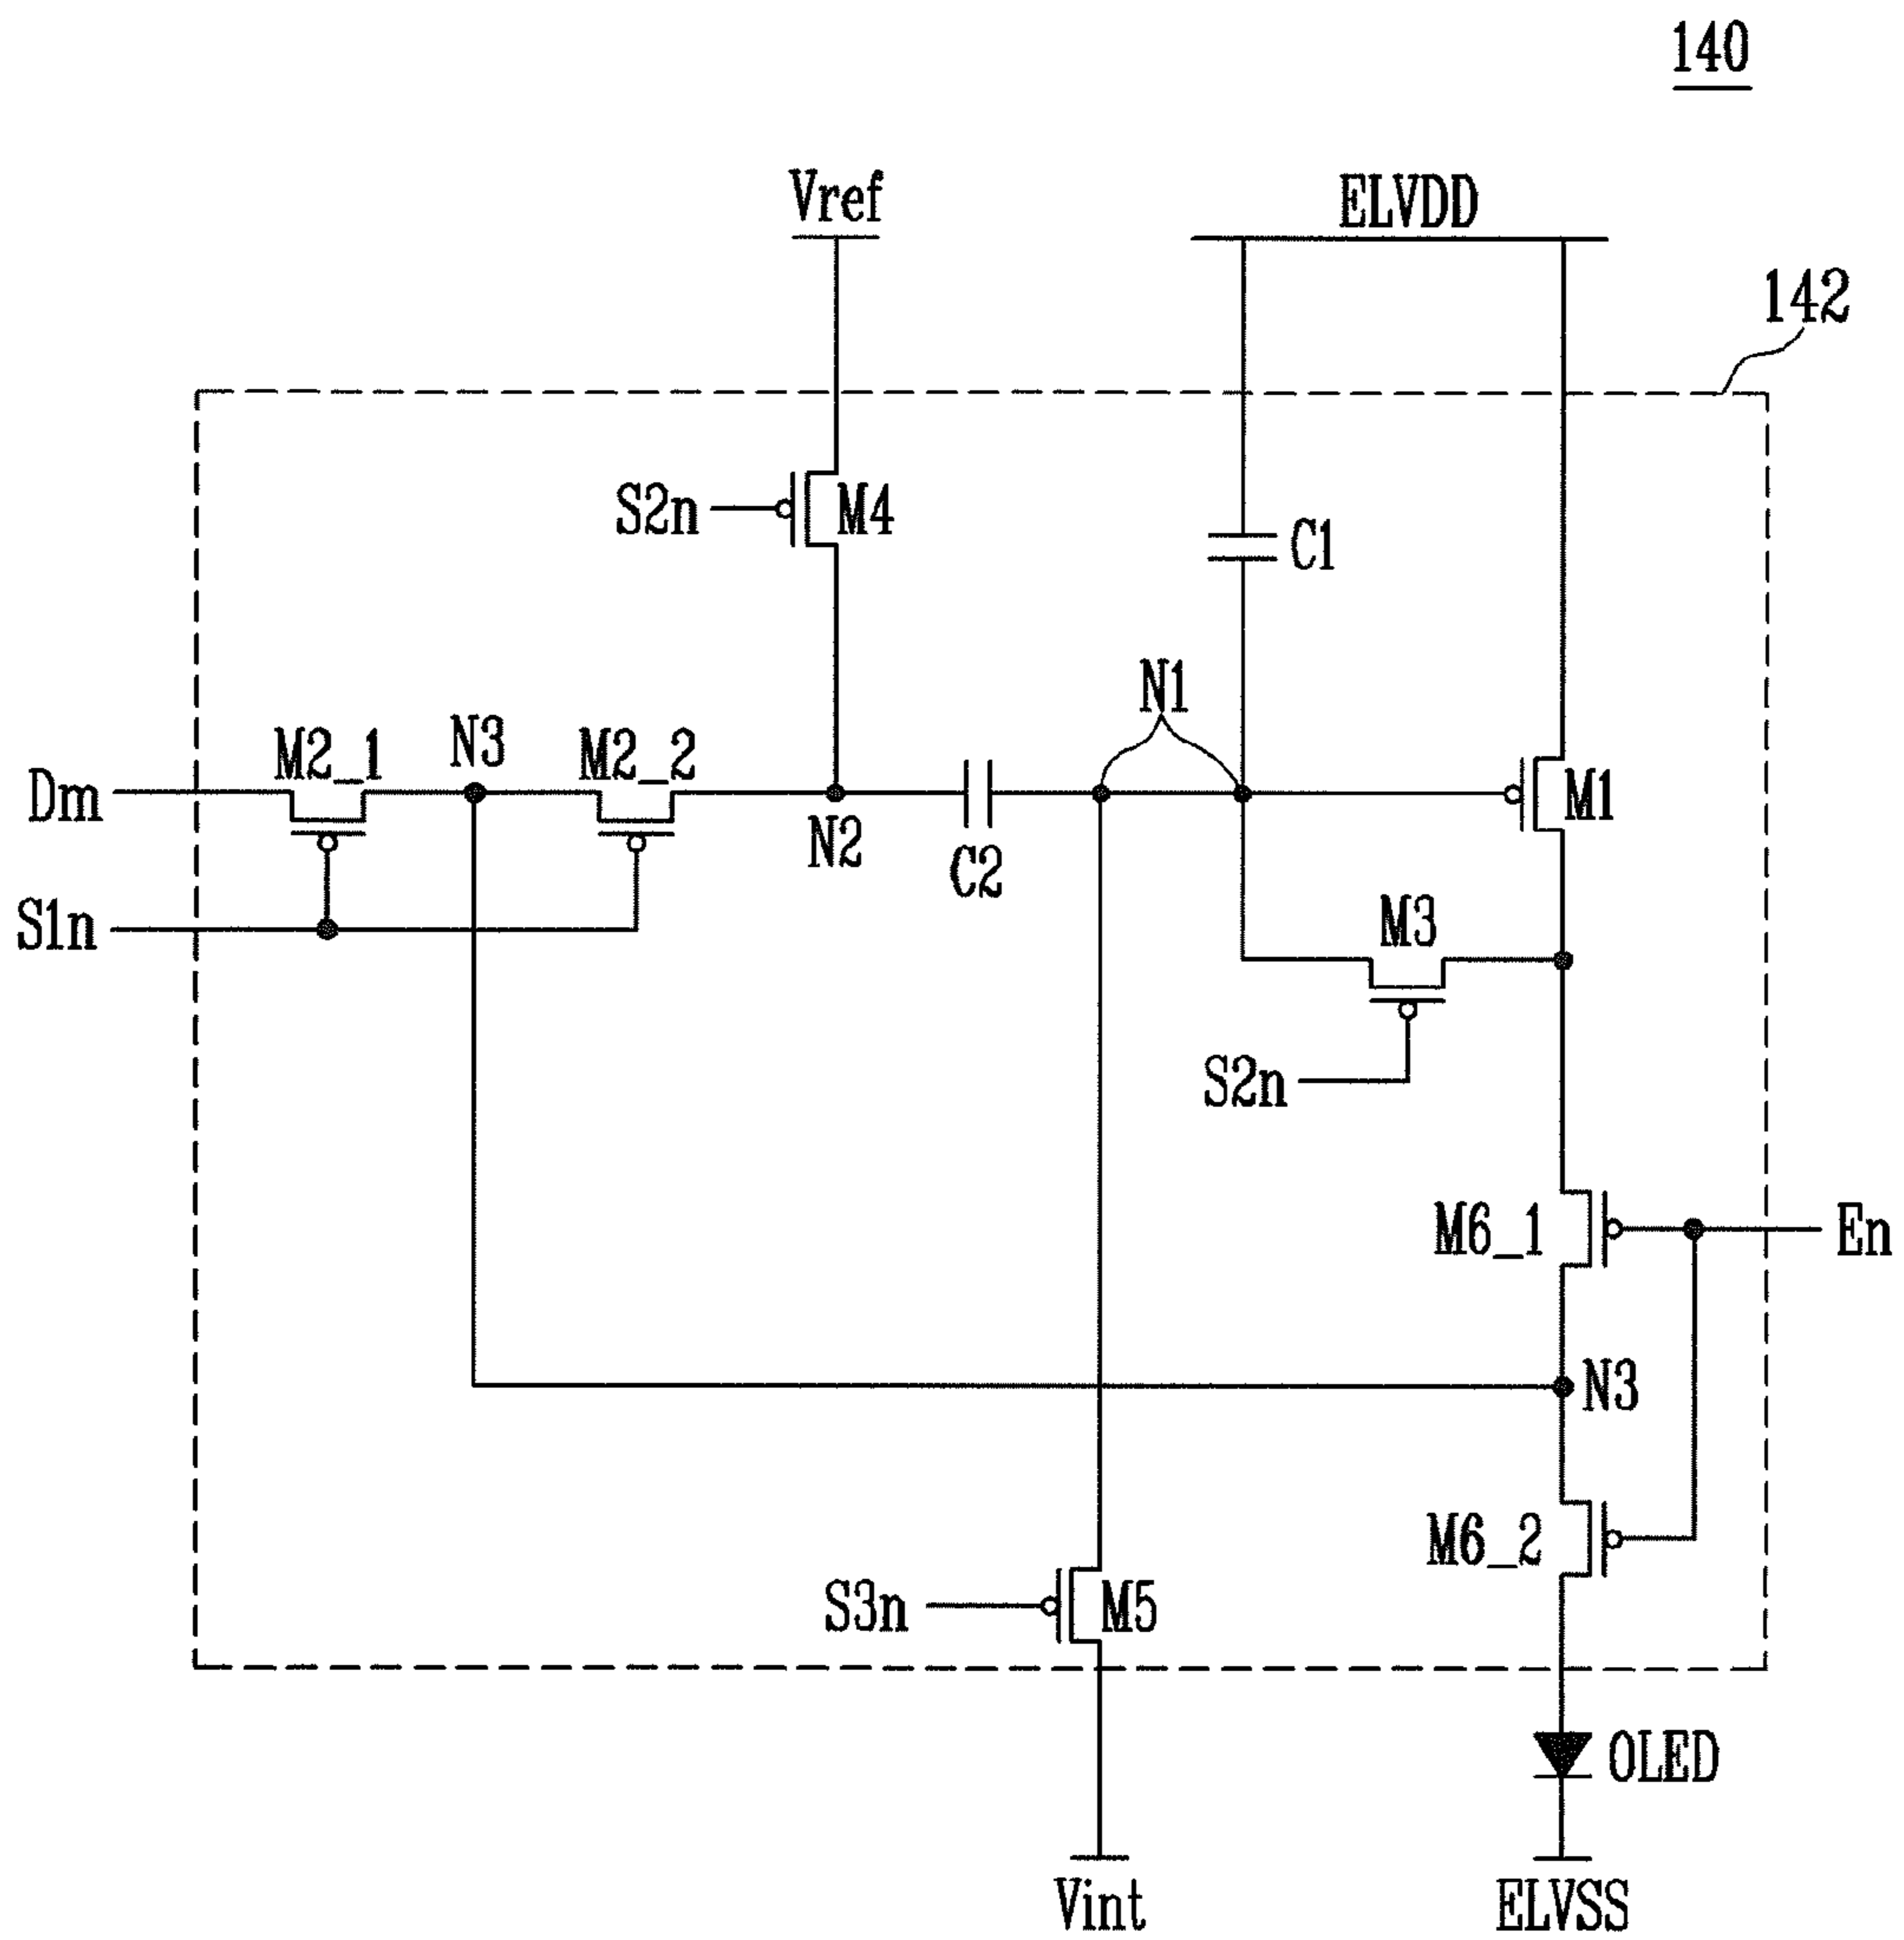 140
Vref
ELVDD
142
S2n
M4
C1
N1
M2_1
N3
M2_2
Dm
M1
N2
C2
S1n
M3
S2n
M6_1
En
N3
M6_2
S3n
M5
OLED
Vint
ELVSS